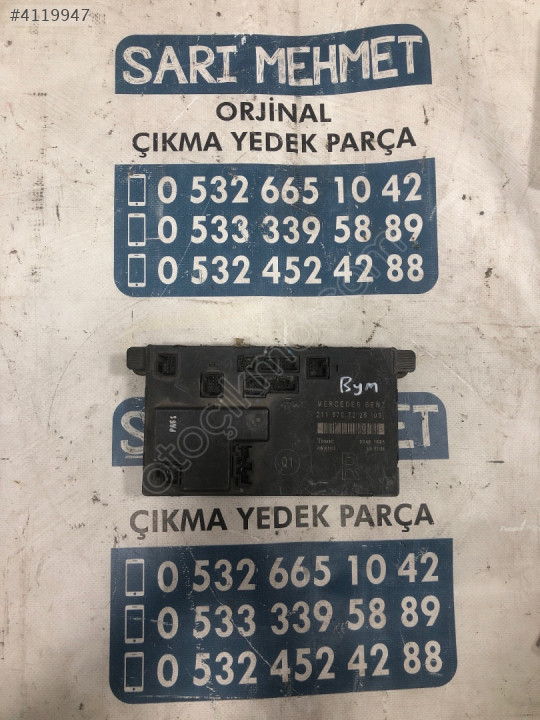 #4119947
SARI MEHMET
ORJİNAL
ÇIKMA YEDEK PARÇA
0 532 665 10 42
0 533 339 58 89
0 532 452 42 88
Bym
MERCEDES-BENZ
Q1
R
ÇIKMA YEDEK PARÇA
0 532 665 10 42
0 533 339 58 89
0 532 452 42 88